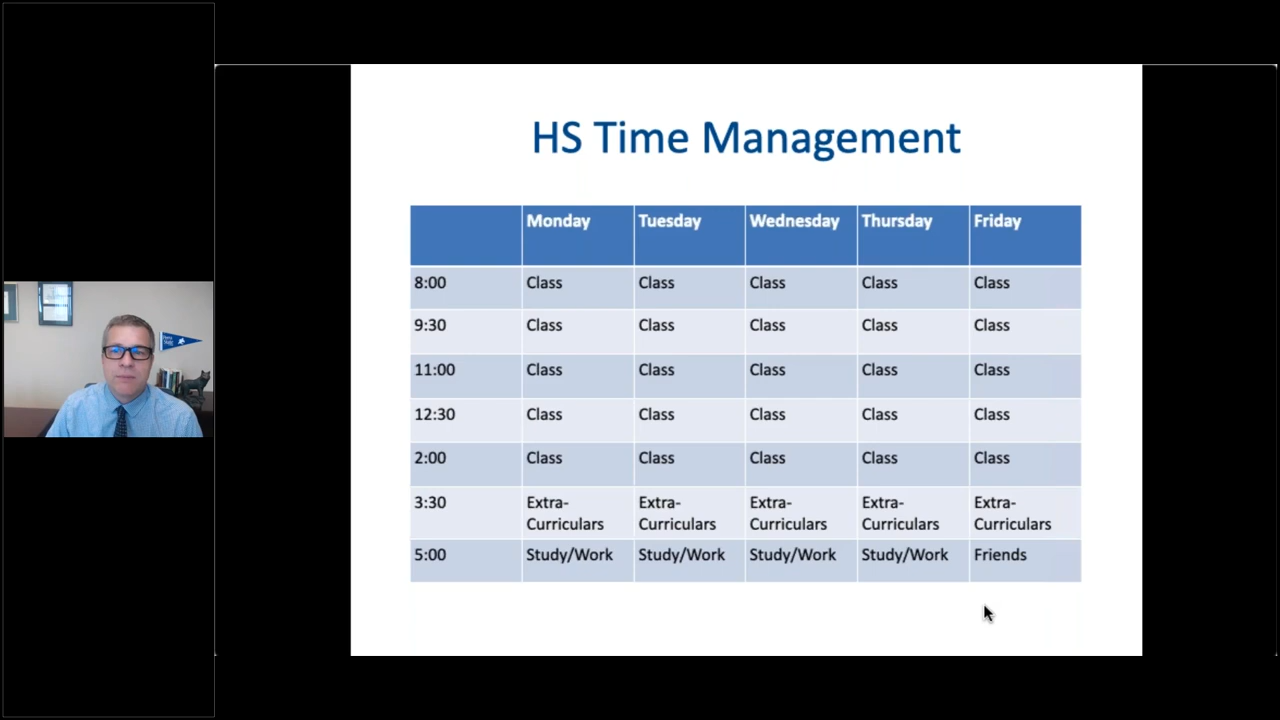 HS Time Management
Monday Tuesday Wednesday Thursday Friday
8:00 Class Class Class Class Class
9:30 Class Class Class Class Class
11:00 Class Class Class Class Class
12:30 Class Class Class Class Class
2:00 Class Class Class Class Class
3:30 Extra- Extra- Extra- Extra- Extra-
Curriculars Curriculars Curriculars Curriculars Curriculars
5:00 Study/Work Study/Work Study/Work Study/Work Friends